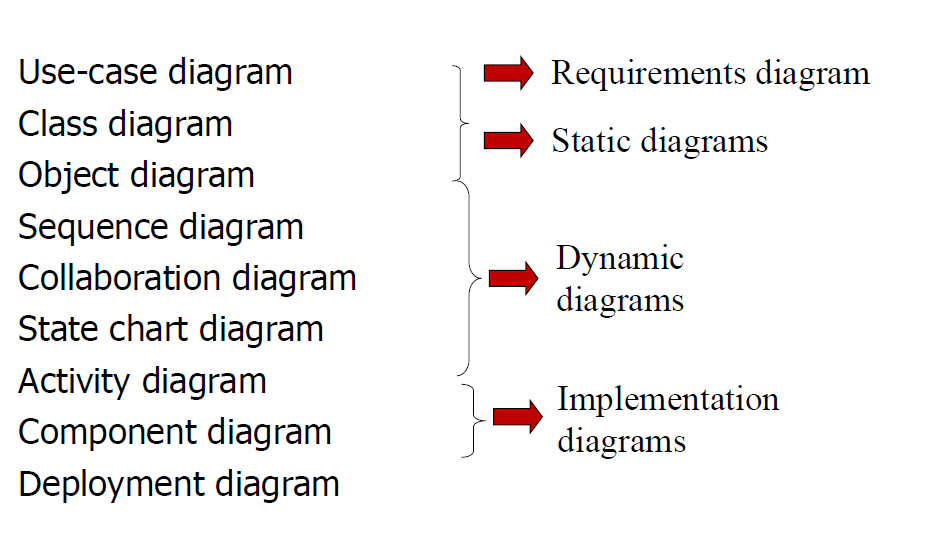 Use-case diagram
Class diagram
Object diagram
Sequence diagram
Collaboration diagram
State chart diagram
Activity diagram
Component diagram
Deployment diagram
Requirements diagram
Static diagrams
Dynamic
diagrams
Implementation
diagrams